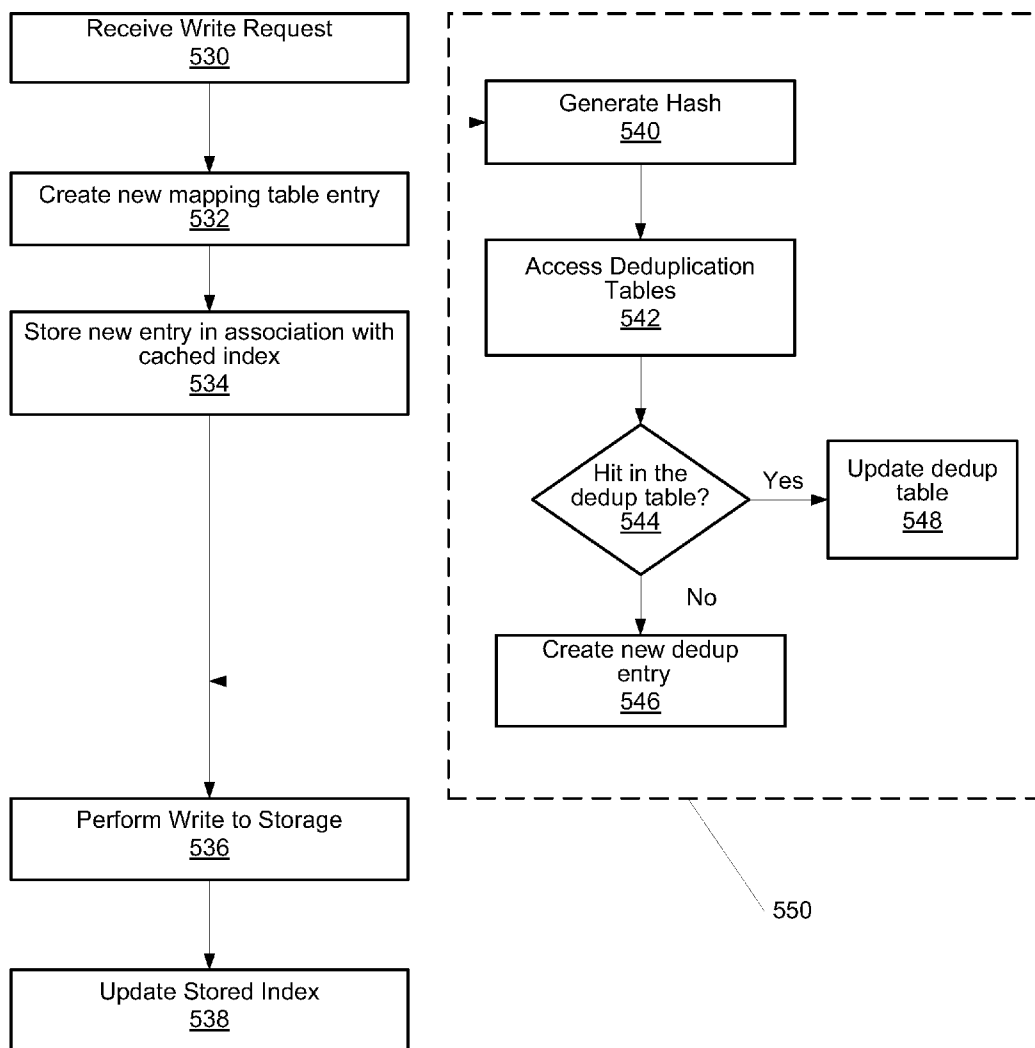 Receive Write Request
530
Create new mapping table entry
532
Store new entry in association with
cached index
534
Perform Write to Storage
536
Update Stored Index
538
Generate Hash
540
Access Deduplication
Tables
542
Hit in the
dedup table?
544
Yes
Update dedup
table
548
No
Create new dedup
entry
546
550